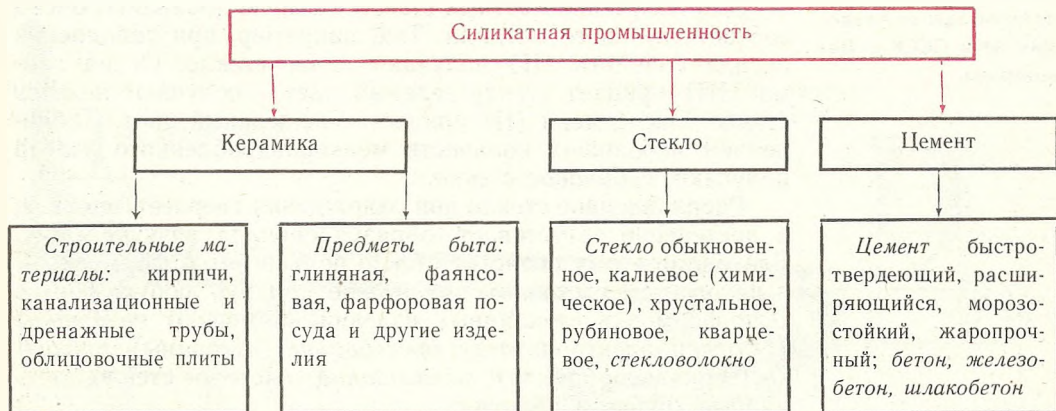 Силикатная промышленность
Керамика
Стекло
Цемент
Строительные ма-
териалы: кирпичи,
канализационные и
дренажные трубы,
облицовочные плиты
Предметы быта:
глиняная, фаянсо-
вая, фарфоровая по-
суда и другие изде-
лия
Стекло обыкновен-
ное, калиевое (хими-
ческое), хрустальное,
рубиновое, кварце-
вое, стекловолокно
Цемент быстро-
твердеющий, расши-
ряющийся, морозо-
стойкий, жаропроч-
ный; бетон, железо-
бетон, шлакобетон